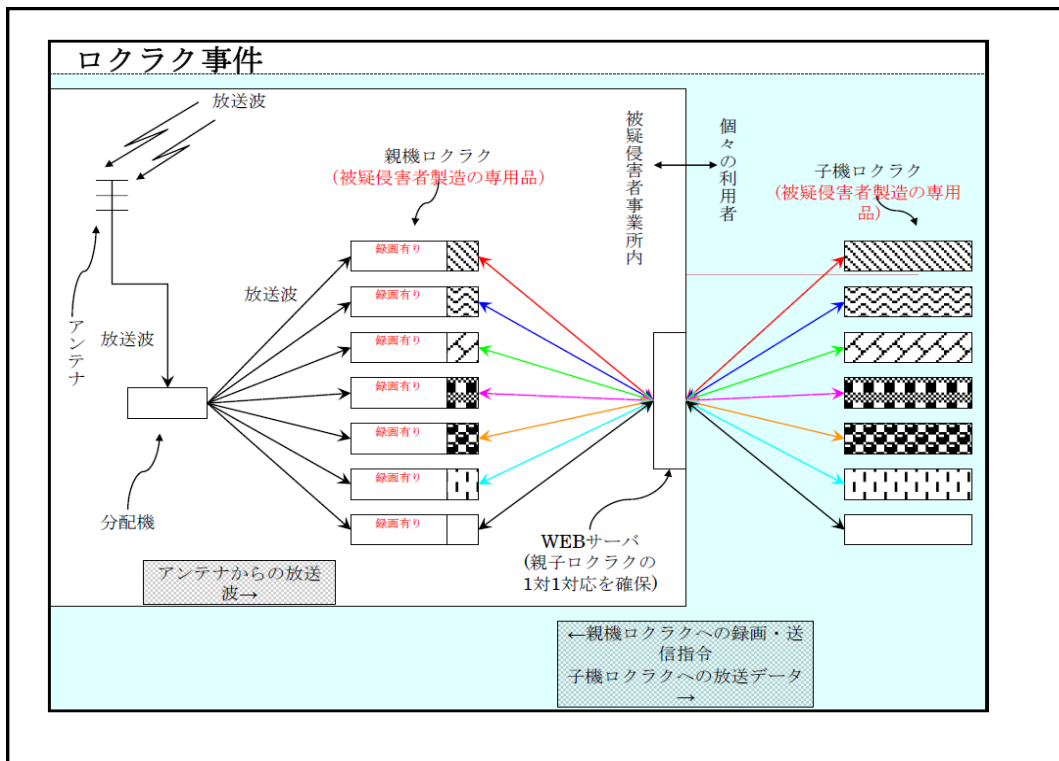 ロクラク事件
放送波
親機ロクラク
(被疑侵害者製造の専用品)
被疑侵害者事業所内
個々の利用者
子機ロクラク
(被疑侵害者製造の専用
品)
アンテナ
放送波
放送波
録画有り
録画有り
録画有り
録画有り
録画有り
録画有り
録画有り
分配機
WEBサーバ
(親子ロクラクの
1対1対応を確保)
アンテナからの放送
波→
←親機ロクラクへの録画・送
信指令
子機ロクラクへの放送データ
→